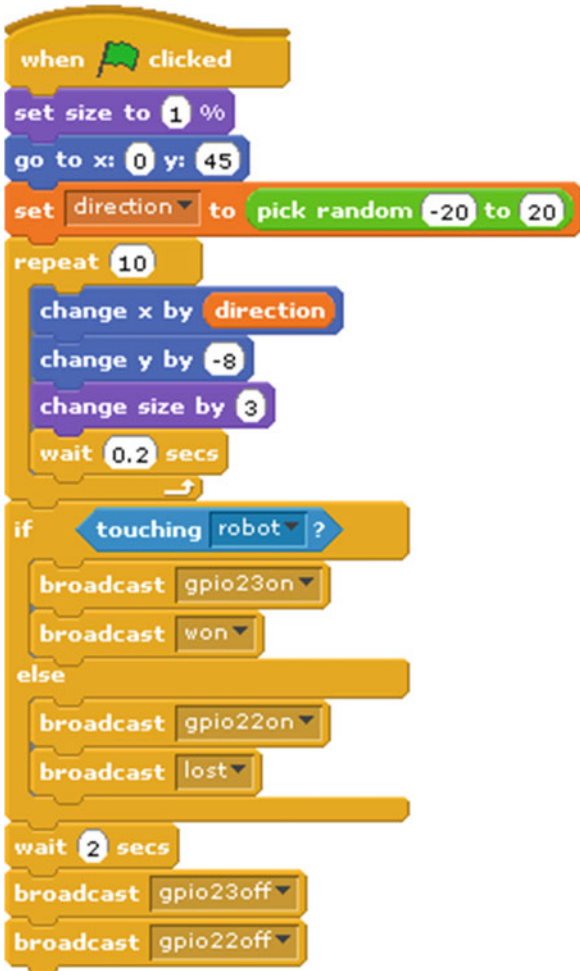 when clicked
set size to 1 %
go to x: 0 y: 45
set direction to pick random -20 to 20
repeat 10
change x by direction
change y by -8
change size by 3
wait 0.2 secs
if touching robot ?
broadcast gpio23on
broadcast won
else
broadcast gpio22on
broadcast lost
wait 2 secs
broadcast gpio23off
broadcast gpio22off